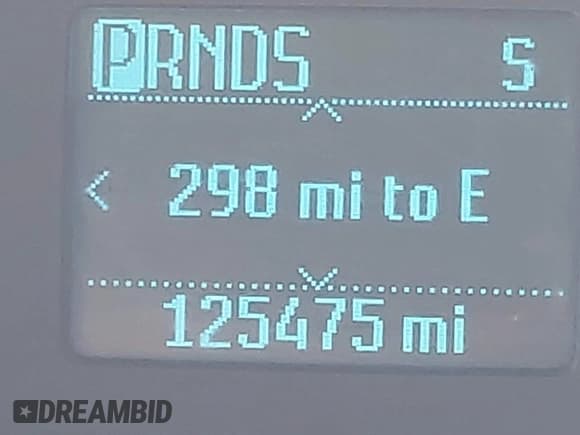 PRNDS S
< 298 mi to E
125475 mi
DREAMBID